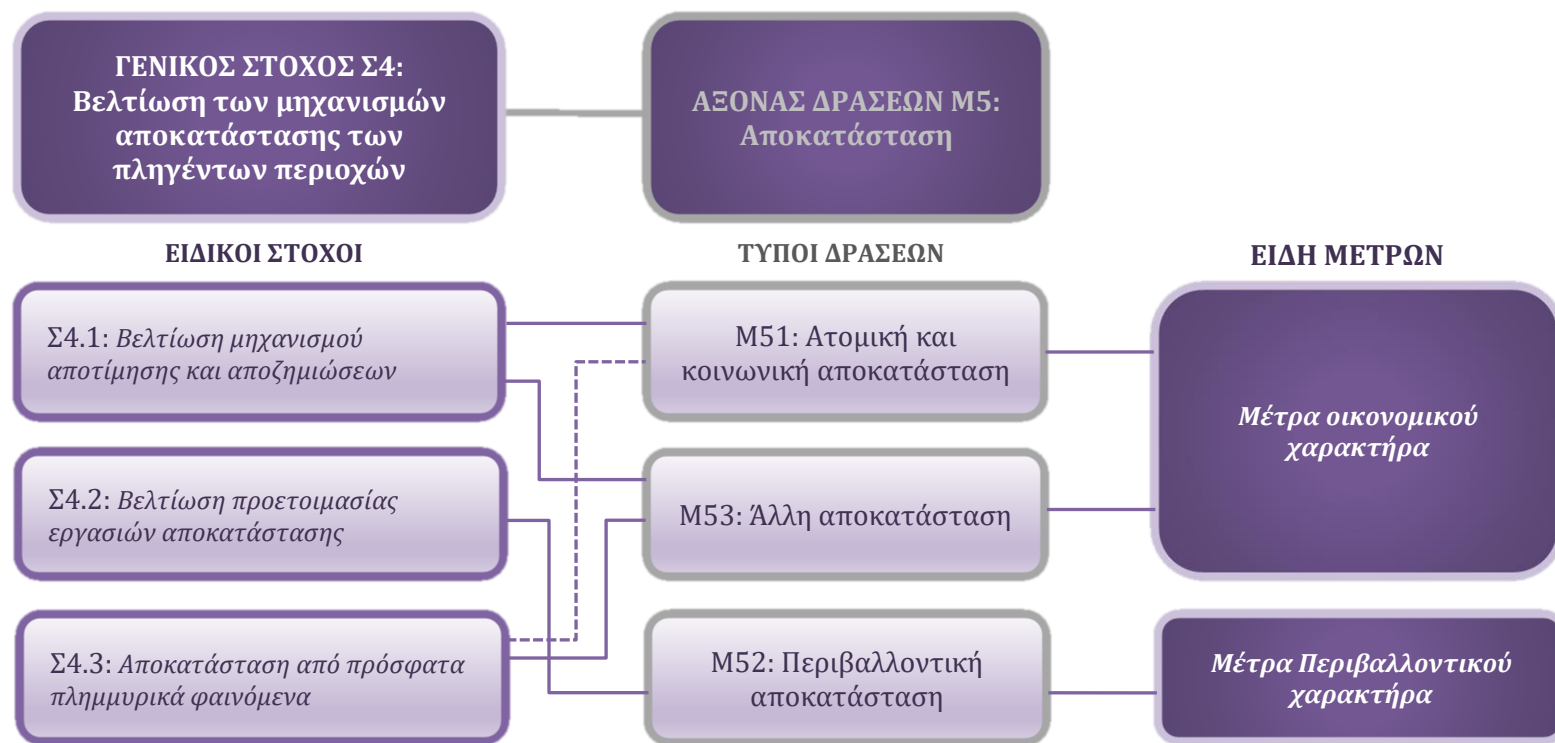 ΓΕΝΙΚΟΣ ΣΤΟΧΟΣ Σ4:
Βελτίωση των μηχανισμών
αποκατάστασης των
πληγέντων περιοχών
ΑΞΟΝΑΣ ΔΡΑΣΕΩΝ Μ5:
Αποκατάσταση
ΕΙΔΙΚΟΙ ΣΤΟΧΟΙ
ΤΥΠΟΙ ΔΡΑΣΕΩΝ
ΕΙΔΗ ΜΕΤΡΩΝ
Σ4.1: Βελτίωση μηχανισμού
αποτίμησης και αποζημιώσεων
Μ51: Ατομική και
κοινωνική αποκατάσταση
Μέτρα οικονομικού
χαρακτήρα
Σ4.2: Βελτίωση προετοιμασίας
εργασιών αποκατάστασης
Μ53: Άλλη αποκατάσταση
Σ4.3: Αποκατάσταση από πρόσφατα
πλημμυρικά φαινόμενα
Μ52: Περιβαλλοντική
αποκατάσταση
Μέτρα Περιβαλλοντικού
χαρακτήρα